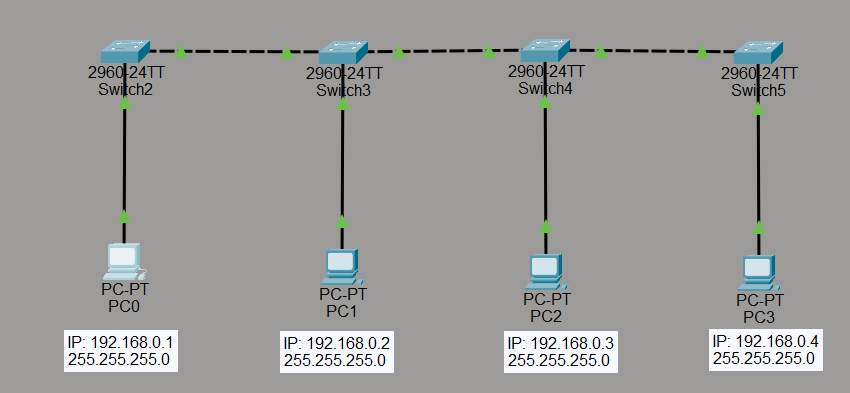 2960-24TT
Switch2
2960-24TT
Switch3
2960-24TT
Switch4
2960-24TT
Switch5
PC-PT
PC0
PC-PT
PC1
PC-PT
PC2
PC-PT
PC3
IP: 192.168.0.1
255.255.255.0
IP: 192.168.0.2
255.255.255.0
IP: 192.168.0.3
255.255.255.0
IP: 192.168.0.4
255.255.255.0